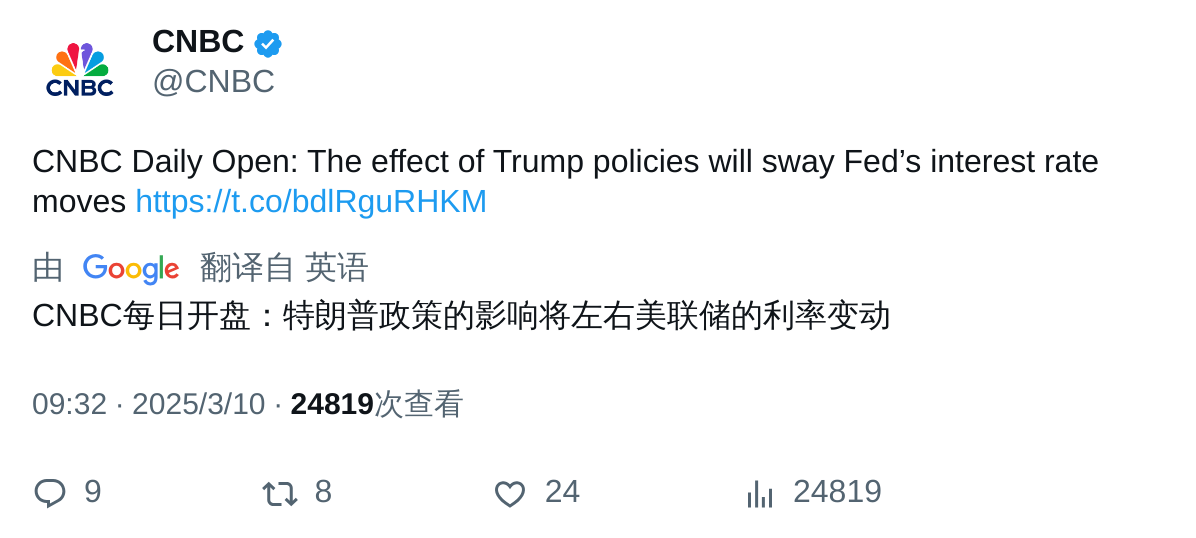 CNBC
CNBC
@CNBC
CNBC Daily Open: The effect of Trump policies will sway Fed’s interest rate
moves https://t.co/bdlRguRHKM
由 Google 翻译自 英语
CNBC每日开盘：特朗普政策的影响将左右美联储的利率变动
09:32 · 2025/3/10 · 24819次查看
9 8 24 24819